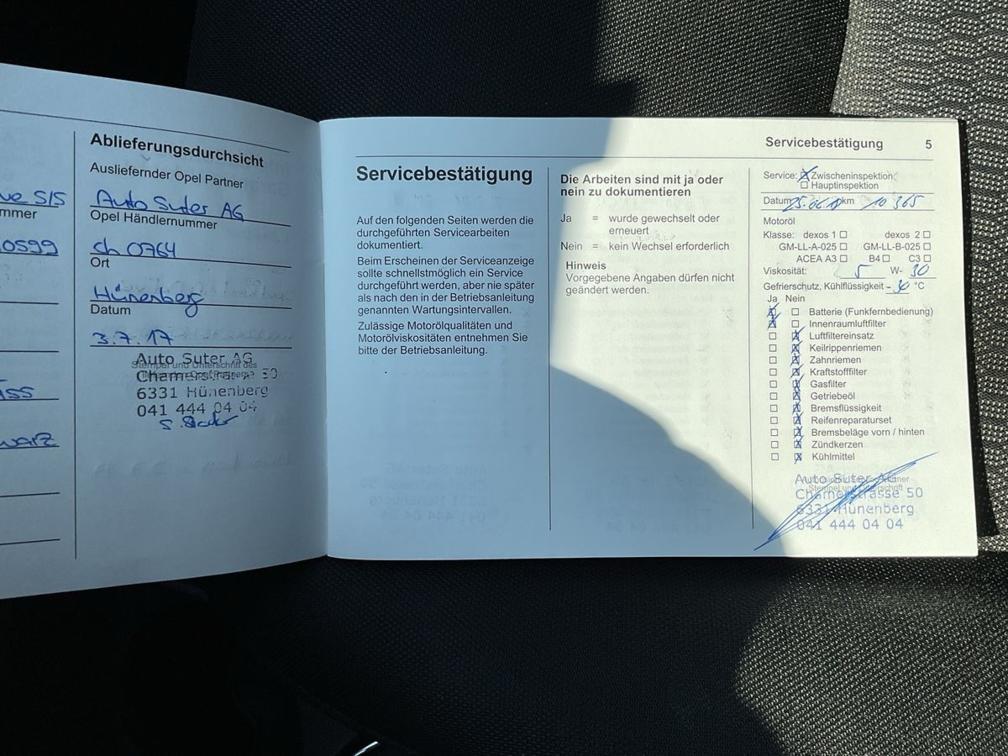 ve S/S
mmer
0599
iss
warz
Ablieferungsdurchsicht
Ausliefernder Opel Partner
Auto Suter AG
Opel Händlernummer
Ch 0764
Ort
Hünenberg
Datum
3.7.17
Auto Suter AG
Chamerstrasse 50
6331 Hünenberg
041 444 04 04
S. Suter
Servicebestätigung
Auf den folgenden Seiten werden die
durchgeführten Servicearbeiten
dokumentiert.
Beim Erscheinen der Serviceanzeige
sollte schnellstmöglich ein Service
durchgeführt werden, aber nie später
als nach den in der Betriebsanleitung
genannten Wartungsintervallen.
Zulässige Motorölqualitäten und
Motorölviskositäten entnehmen Sie
bitte der Betriebsanleitung.
Die Arbeiten sind mit ja oder
nein zu dokumentieren
Ja = wurde gewechselt oder
erneuert
Nein = kein Wechsel erforderlich
Hinweis
Vorgegebene Angaben dürfen nicht
geändert werden.
Servicebestätigung 5
Service: Zwischeninspektion
Hauptinspektion
Datum km 10 365
Motoröl
Klasse: dexos 1 dexos 2
GM-LL-A-025 GM-LL-B-025
ACEA A3 B4 C3
Viskosität: 5 W- 30
Gefrierschutz, Kühlflüssigkeit - °C
Ja Nein
Batterie (Funkfernbedienung)
Innenraumluftfilter
Luftfiltereinsatz
Keilrippenriemen
Zahnriemen
Kraftstofffilter
Gasfilter
Getriebeöl
Bremsflüssigkeit
Reifenreparaturset
Bremsbeläge vorn / hinten
Zündkerzen
Kühlmittel
Auto Suter AG
Chamerstrasse 50
6331 Hünenberg
041 444 04 04